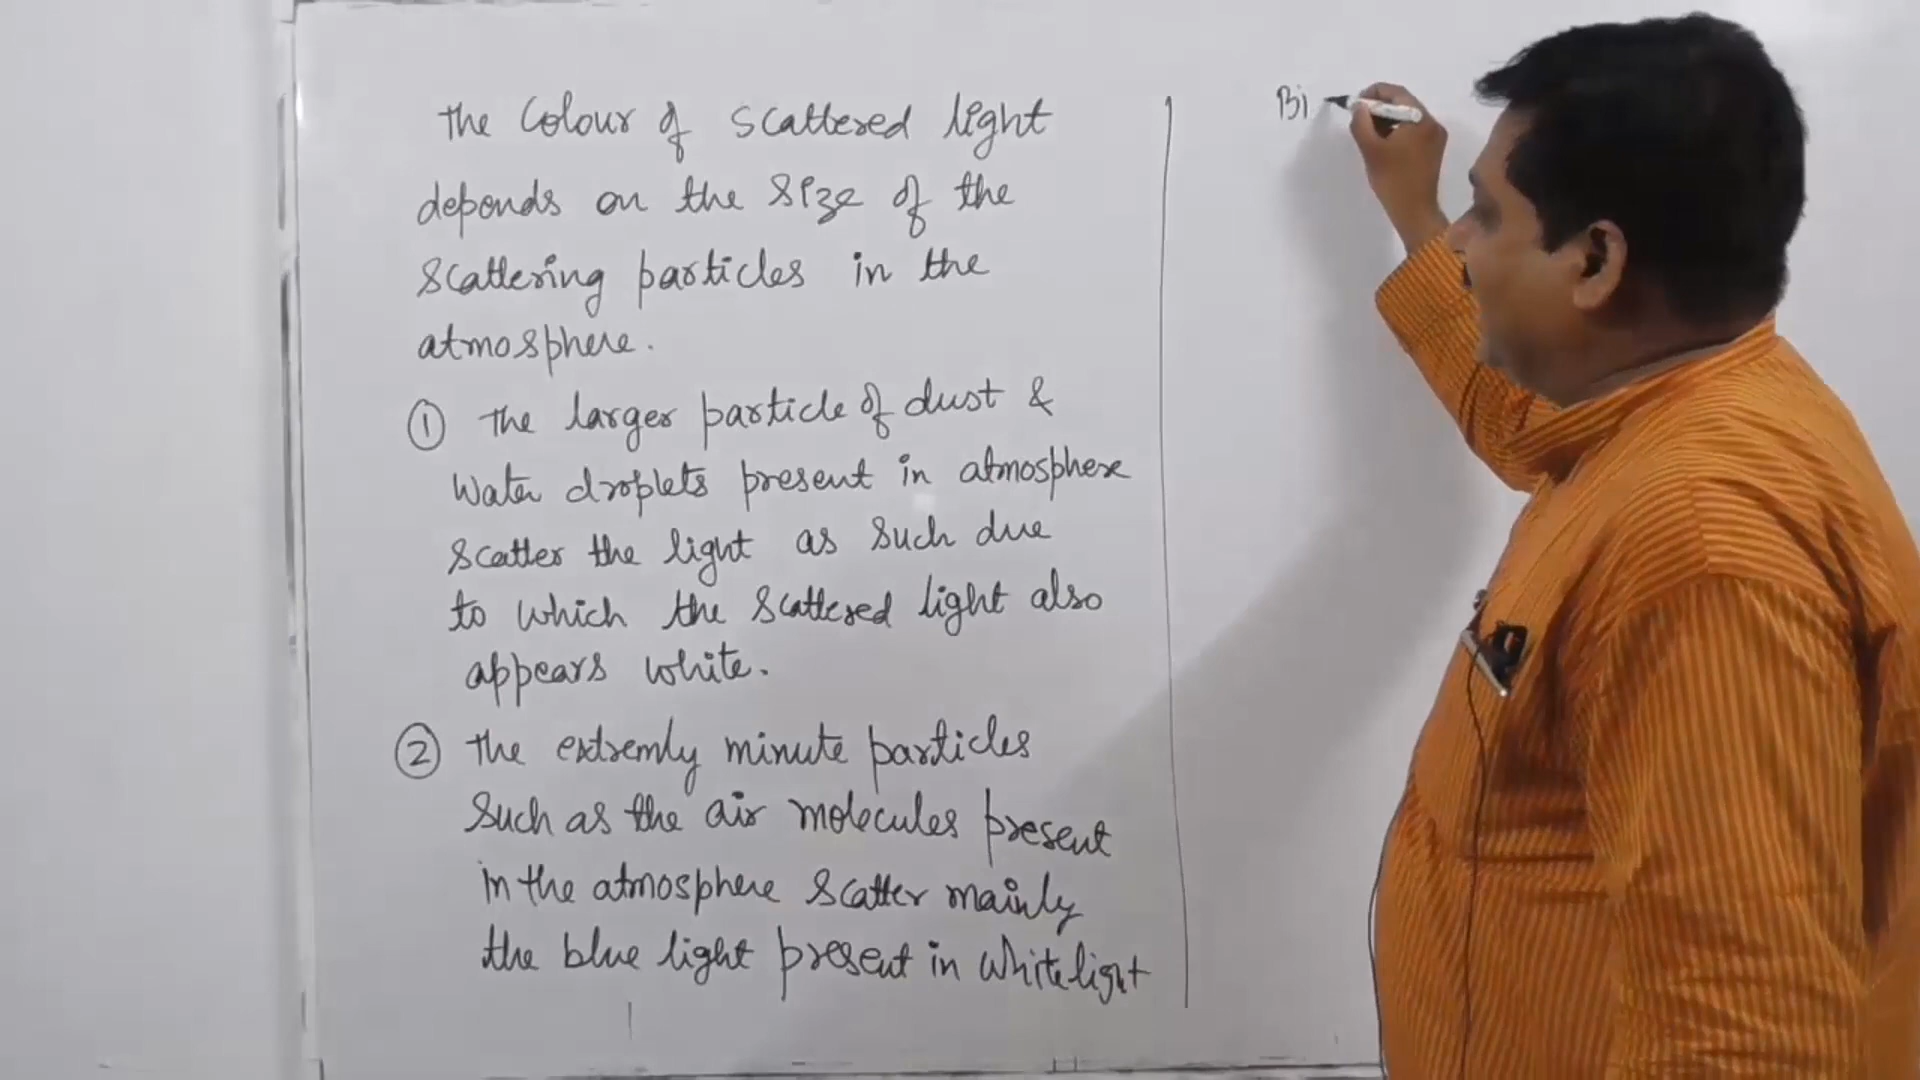 The Colour of Scattered light
depends on the size of the
Scattering particles in the
atmosphere.
① The larger particle of dust &
Water droplets present in atmosphere
Scatter the light as such due
to which the scattered light also
appears white.
② The extremly minute particles
Such as the air molecules present
in the atmosphere scatter mainly
the blue light present in white light
Bi